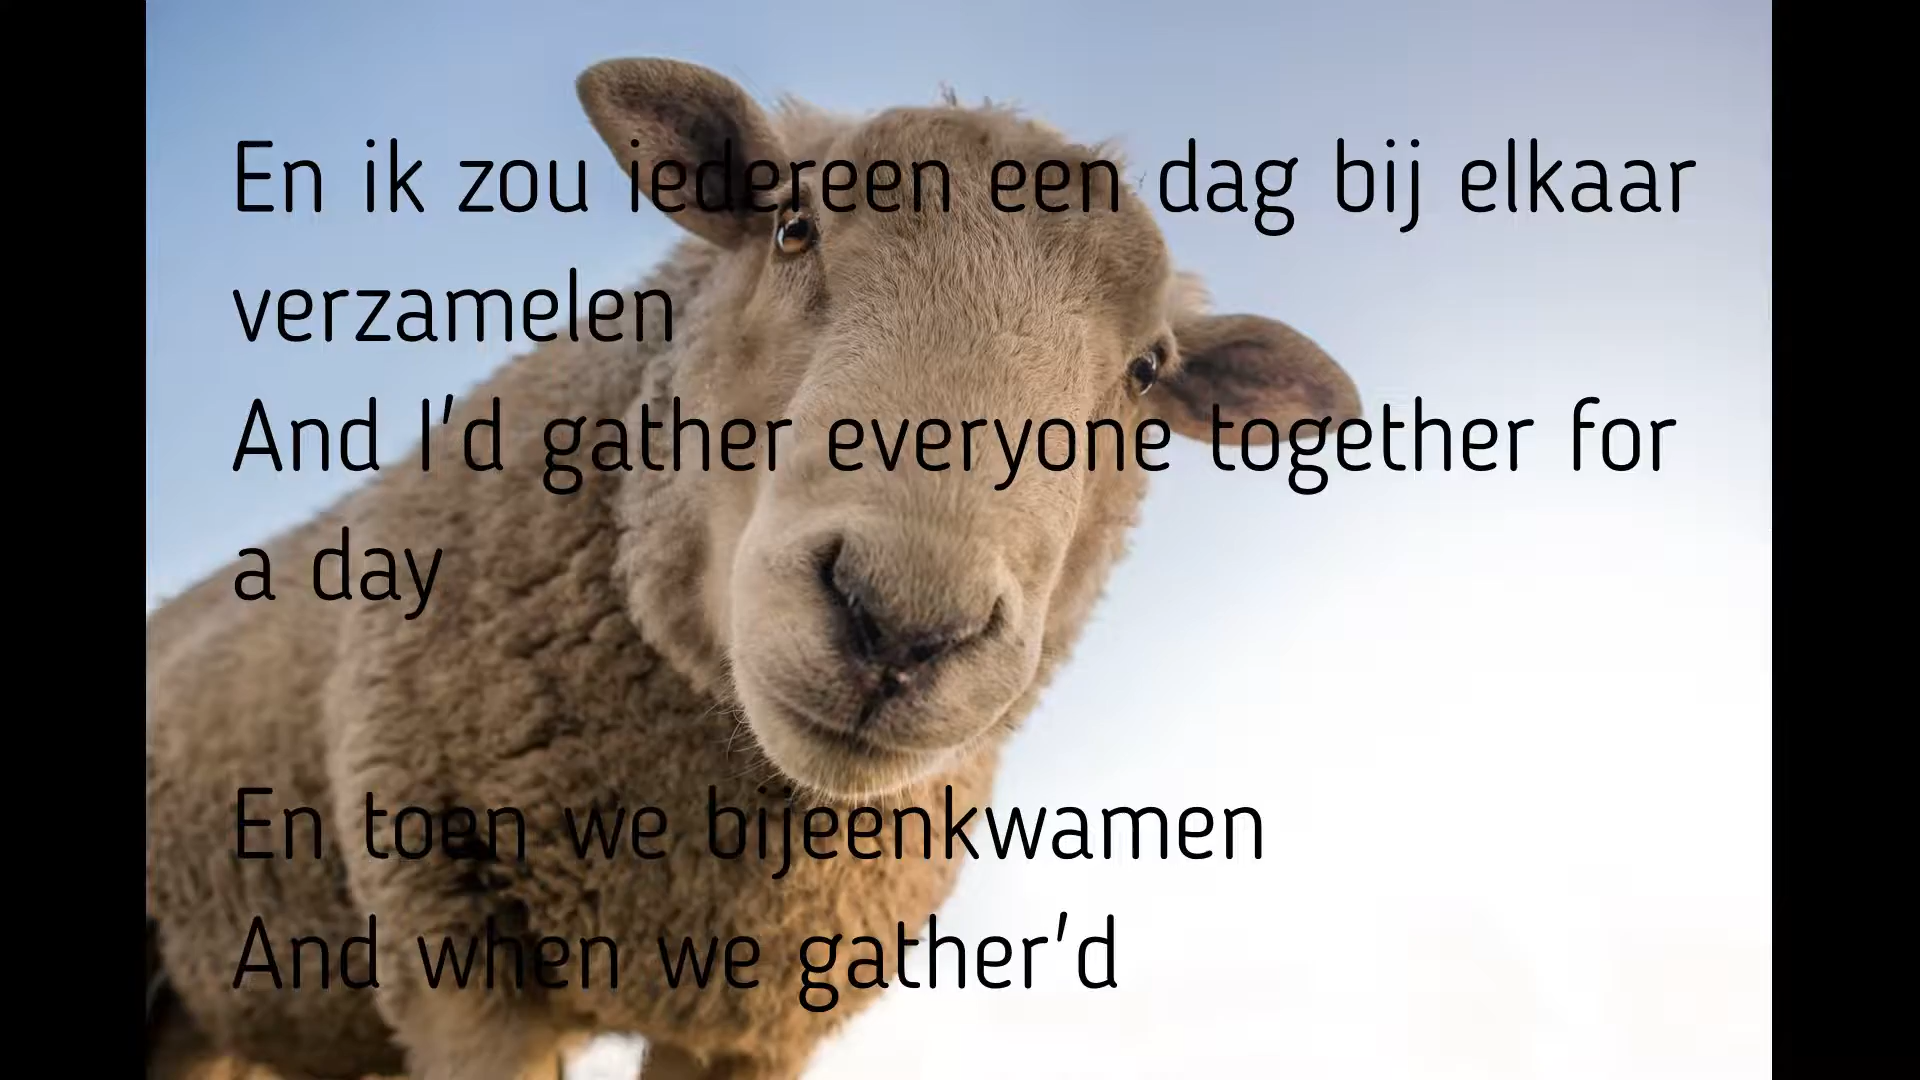 En ik zou iedereen een dag bij elkaar
verzamelen
And I'd gather everyone together for
a day
En toen we bijeenkwamen
And when we gather'd